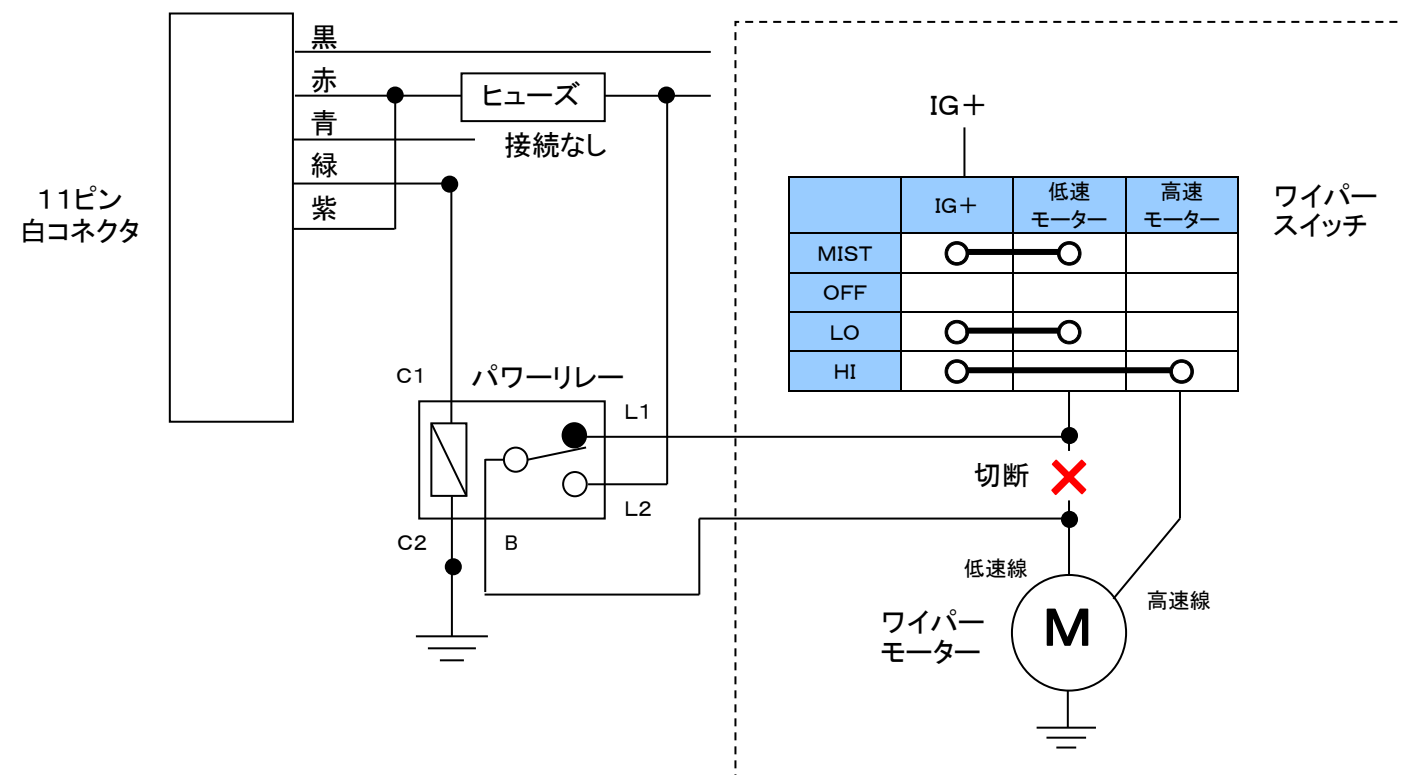 黒
赤
青
緑
紫
ヒューズ
接続なし
11ピン
白コネクタ
C1
パワーリレー
L1
L2
C2
B
IG+
IG+
低速
モーター
高速
モーター
MIST
OFF
LO
HI
ワイパー
スイッチ
切断
低速線
高速線
ワイパー
モーター
M